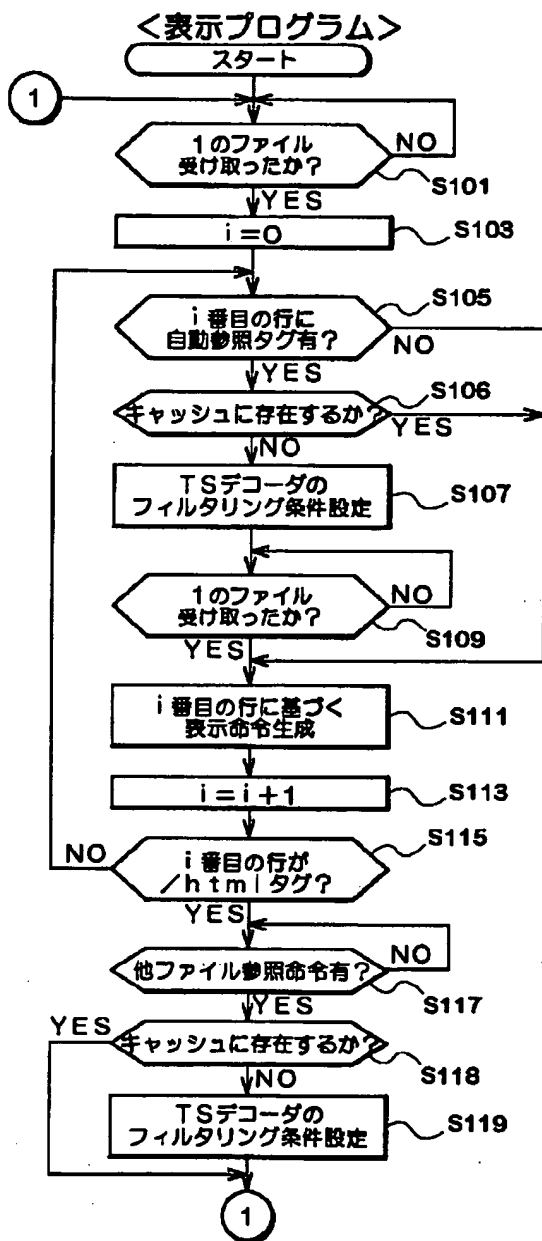 <表示プログラム>
スタート
1
1のファイル
受け取ったか？
NO
S101
YES
i=0
S103
i番目の行に
自動参照タグ有？
S105
NO
YES
キャッシュに存在するか？
S106
YES
NO
TSデコーダの
フィルタリング条件設定
S107
1のファイル
受け取ったか？
NO
S109
YES
i番目の行に基づく
表示命令生成
S111
i=i+1
S113
NO
i番目の行が
/htmlタグ？
S115
YES
他ファイル参照命令有？
NO
S117
YES
YES
キャッシュに存在するか？
S118
NO
TSデコーダの
フィルタリング条件設定
S119
1